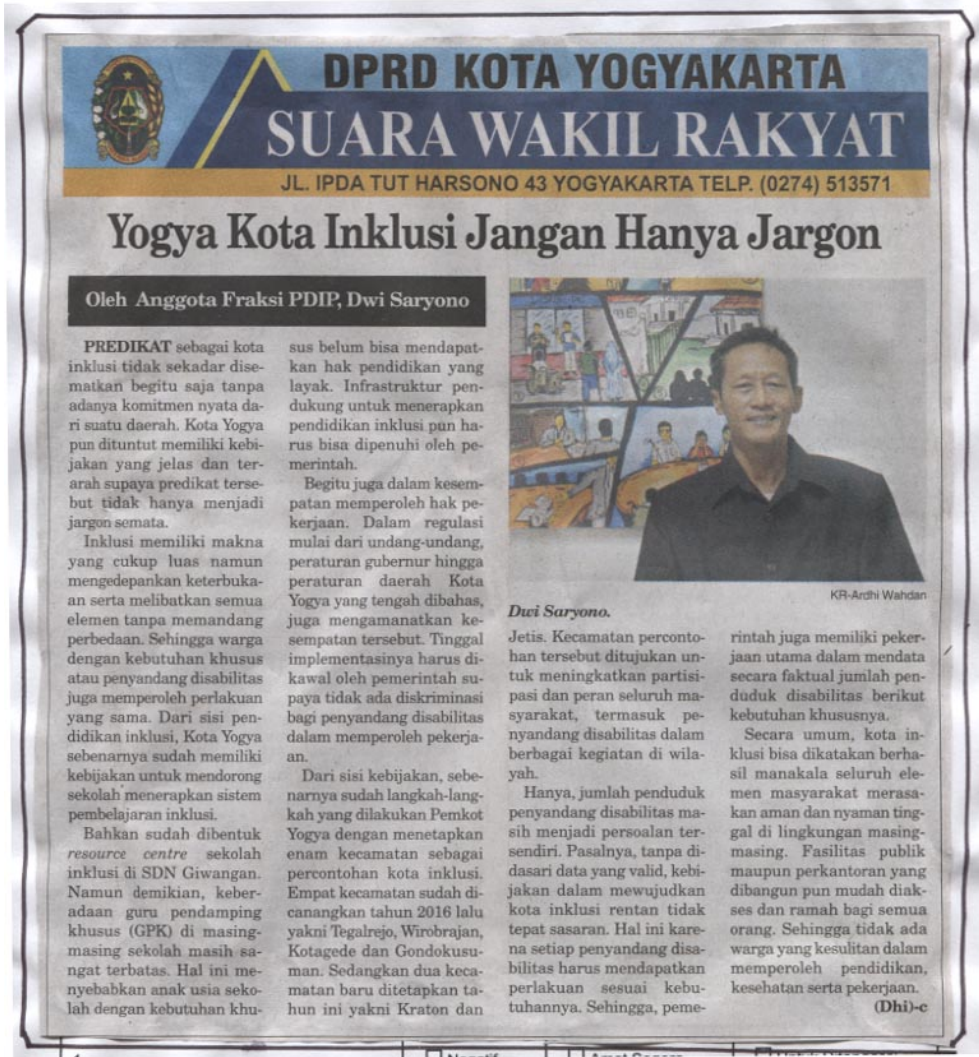 DPRD KOTA YOGYAKARTA
SUARA WAKIL RAKYAT
JL. IPDA TUT HARSONO 43 YOGYAKARTA TELP. (0274) 513571
Yogya Kota Inklusi Jangan Hanya Jargon
Oleh Anggota Fraksi PDIP, Dwi Saryono
PREDIKAT sebagai kota
inklusi tidak sekadar dise-
matkan begitu saja tanpa
adanya komitmen nyata da-
ri suatu daerah. Kota Yogya
pun dituntut memiliki kebi-
jakan yang jelas dan ter-
arah supaya predikat terse-
but tidak hanya menjadi
jargon semata.
Inklusi memiliki makna
yang cukup luas namun
mengedepankan keterbuka-
an serta melibatkan semua
elemen tanpa memandang
perbedaan. Sehingga warga
dengan kebutuhan khusus
atau penyandang disabilitas
juga memperoleh perlakuan
yang sama. Dari sisi pen-
didikan inklusi, Kota Yogya
sebenarnya sudah memiliki
kebijakan untuk mendorong
sekolah menerapkan sistem
pembelajaran inklusi.
Bahkan sudah dibentuk
resource centre sekolah
inklusi di SDN Giwangan.
Namun demikian, keber-
adaan guru pendamping
khusus (GPK) di masing-
masing sekolah masih sa-
ngat terbatas. Hal ini me-
nyebabkan anak usia seko-
lah dengan kebutuhan khu-
sus belum bisa mendapat-
kan hak pendidikan yang
layak. Infrastruktur pen-
dukung untuk menerapkan
pendidikan inklusi pun ha-
rus bisa dipenuhi oleh pe-
merintah.
Begitu juga dalam kesem-
patan memperoleh hak pe-
kerjaan. Dalam regulasi
mulai dari undang-undang,
peraturan gubernur hingga
peraturan daerah Kota
Yogya yang tengah dibahas,
juga mengamanatkan ke-
sempatan tersebut. Tinggal
implementasinya harus di-
kawal oleh pemerintah su-
paya tidak ada diskriminasi
bagi penyandang disabilitas
dalam memperoleh pekerja-
an.
Dari sisi kebijakan, sebe-
narnya sudah langkah-lang-
kah yang dilakukan Pemkot
Yogya dengan menetapkan
enam kecamatan sebagai
percontohan kota inklusi.
Empat kecamatan sudah di-
canangkan tahun 2016 lalu
yakni Tegalrejo, Wirobrajan,
Kotagede dan Gondokusu-
man. Sedangkan dua keca-
matan baru ditetapkan ta-
hun ini yakni Kraton dan
KR-Ardhi Wahdan
Dwi Saryono.
Jetis. Kecamatan perconto-
han tersebut ditujukan un-
tuk meningkatkan partisi-
pasi dan peran seluruh ma-
syarakat, termasuk pe-
nyandang disabilitas dalam
berbagai kegiatan di wila-
yah.
Hanya, jumlah penduduk
penyandang disabilitas ma-
sih menjadi persoalan ter-
sendiri. Pasalnya, tanpa di-
dasari data yang valid, kebi-
jakan dalam mewujudkan
kota inklusi rentan tidak
tepat sasaran. Hal ini kare-
na setiap penyandang disa-
bilitas harus mendapatkan
perlakuan sesuai kebu-
tuhannya. Sehingga, peme-
rintah juga memiliki peker-
jaan utama dalam mendata
secara faktual jumlah pen-
duduk disabilitas berikut
kebutuhan khususnya.
Secara umum, kota in-
klusi bisa dikatakan berha-
sil manakala seluruh ele-
men masyarakat merasa-
kan aman dan nyaman ting-
gal di lingkungan masing-
masing. Fasilitas publik
maupun perkantoran yang
dibangun pun mudah diak-
ses dan ramah bagi semua
orang. Sehingga tidak ada
warga yang kesulitan dalam
memperoleh pendidikan,
kesehatan serta pekerjaan.
(Dhi)-c